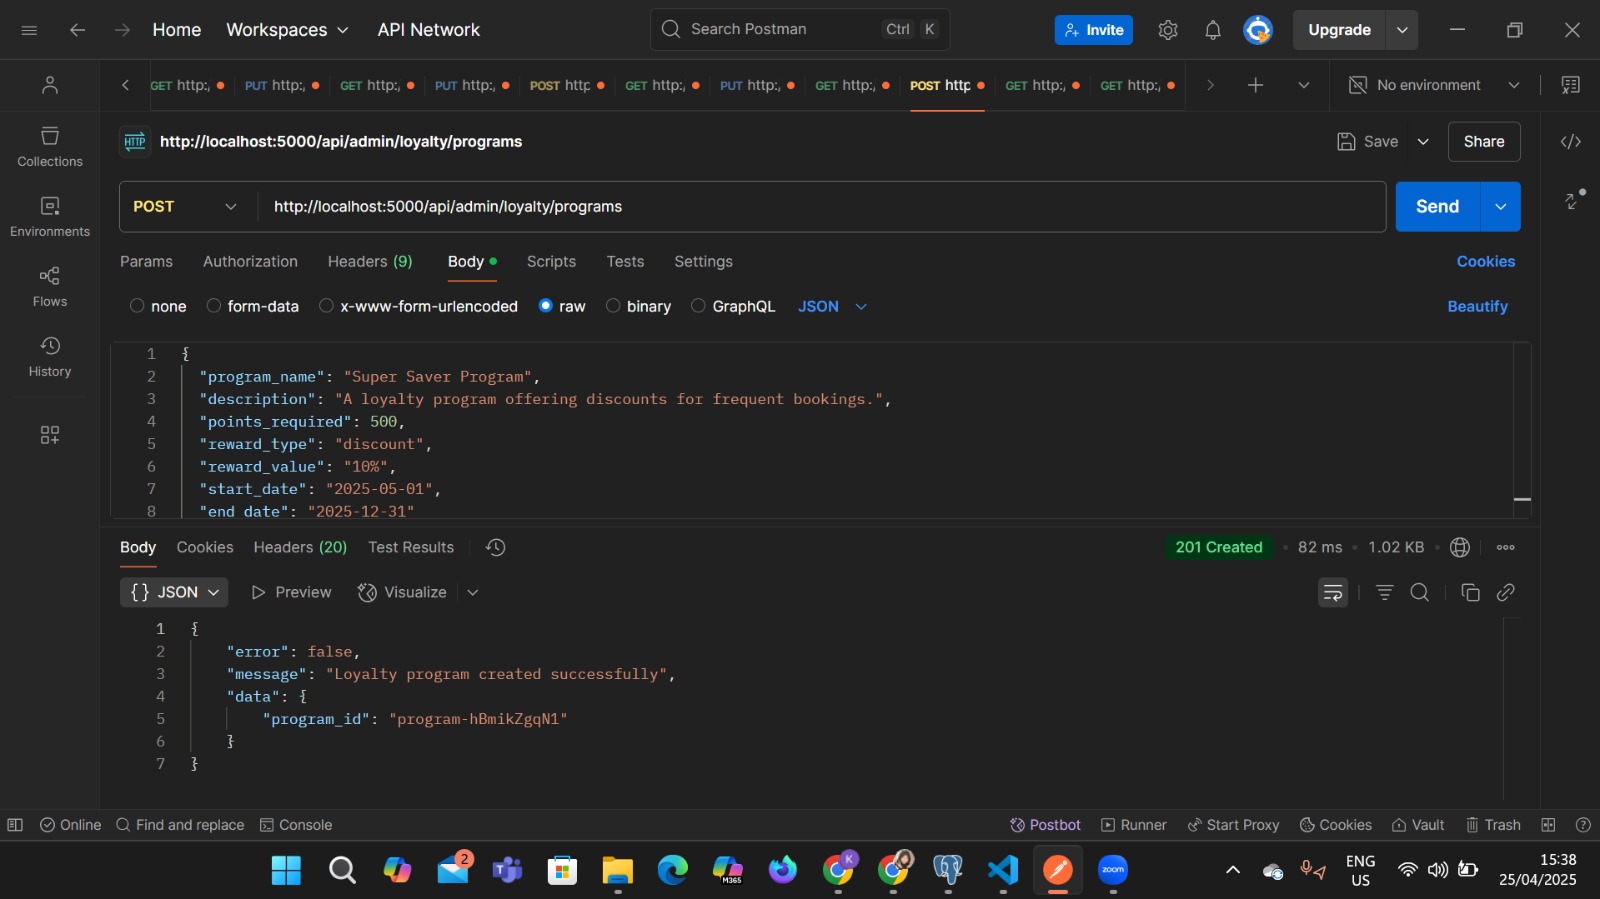 Home Workspaces API Network Search Postman Ctrl K Invite Upgrade
GET http:/ PUT http:/ GET http:/ PUT http:/ POST http GET http:/ PUT http:/ GET http:/ POST http GET http:/ GET http:/ No environment
HTTP http://localhost:5000/api/admin/loyalty/programs Save Share
Collections
Environments
Flows
History
POST http://localhost:5000/api/admin/loyalty/programs Send
Params Authorization Headers (9) Body Scripts Tests Settings Cookies
none form-data x-www-form-urlencoded raw binary GraphQL JSON Beautify
1 {
2 "program_name": "Super Saver Program",
3 "description": "A loyalty program offering discounts for frequent bookings.",
4 "points_required": 500,
5 "reward_type": "discount",
6 "reward_value": "10%",
7 "start_date": "2025-05-01",
8 "end_date": "2025-12-31"
Body Cookies Headers (20) Test Results 201 Created • 82 ms • 1.02 KB
{} JSON Preview Visualize
1 {
2 "error": false,
3 "message": "Loyalty program created successfully",
4 "data": {
5 "program_id": "program-hBmikZgqN1"
6 }
7 }
Online Find and replace Console Postbot Runner Start Proxy Cookies Vault Trash
2 M365 K zoom
ENG
US
15:38
25/04/2025